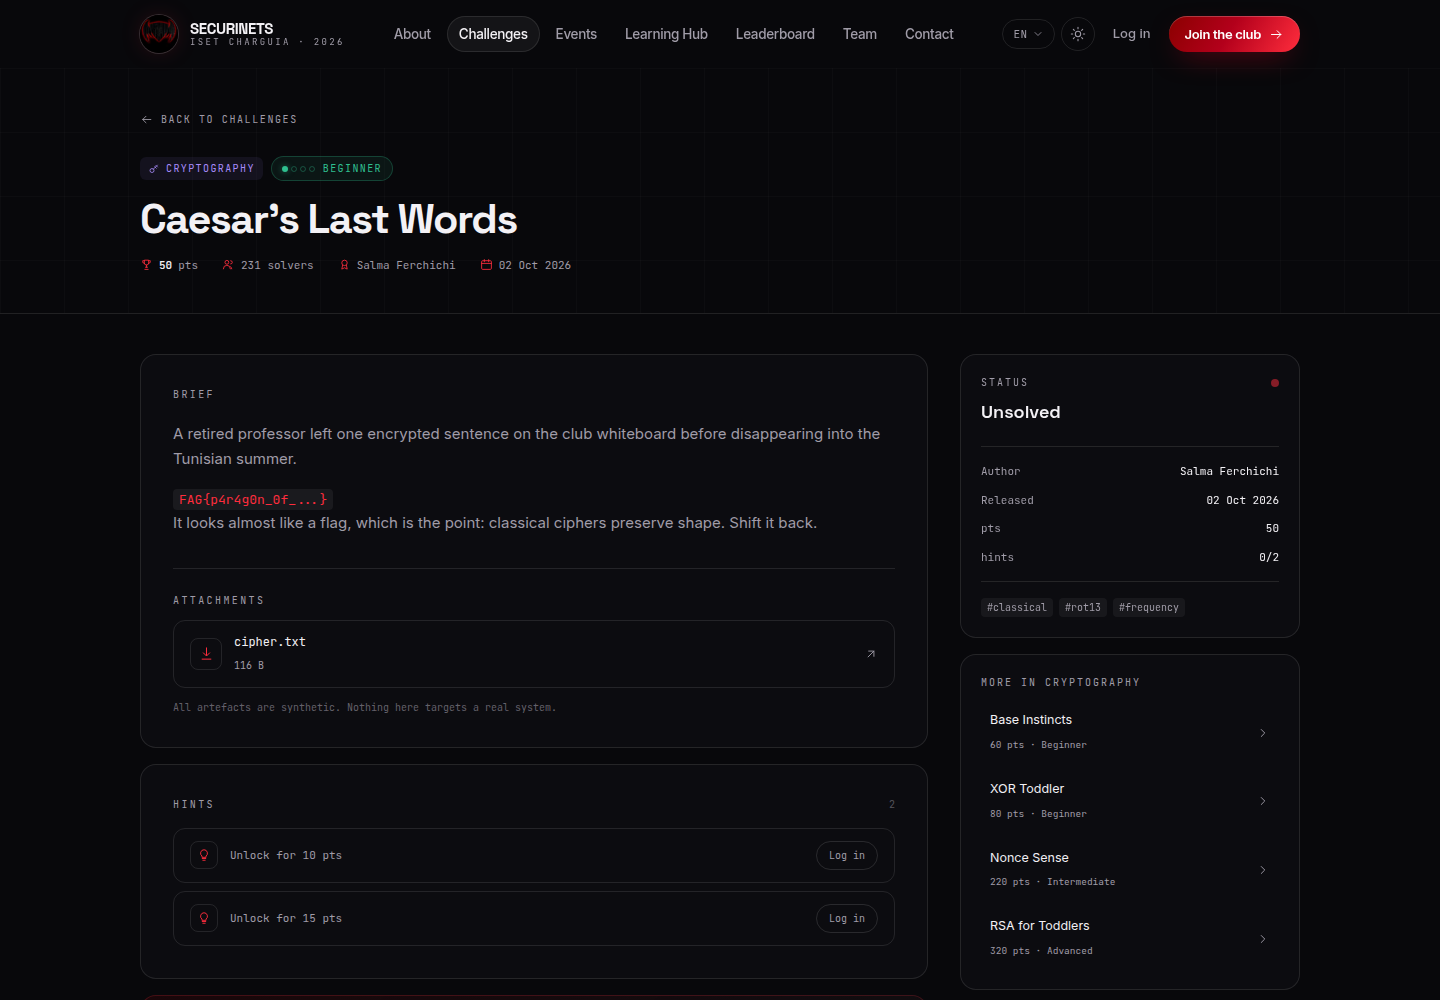 SECURINETS
ISET CHARGUIA · 2026
About
Challenges
Events
Learning Hub
Leaderboard
Team
Contact
EN
Log in
Join the club
BACK TO CHALLENGES
CRYPTOGRAPHY
BEGINNER
Caesar’s Last Words
50 pts
231 solvers
Salma Ferchichi
02 Oct 2026
BRIEF
A retired professor left one encrypted sentence on the club whiteboard before disappearing into the
Tunisian summer.
FAG{p4r4g0n_0f_...}
It looks almost like a flag, which is the point: classical ciphers preserve shape. Shift it back.
ATTACHMENTS
cipher.txt
116 B
All artefacts are synthetic. Nothing here targets a real system.
HINTS
2
Unlock for 10 pts
Log in
Unlock for 15 pts
Log in
STATUS
Unsolved
Author
Salma Ferchichi
Released
02 Oct 2026
pts
50
hints
0/2
#classical
#rot13
#frequency
MORE IN CRYPTOGRAPHY
Base Instincts
60 pts · Beginner
XOR Toddler
80 pts · Beginner
Nonce Sense
220 pts · Intermediate
RSA for Toddlers
320 pts · Advanced